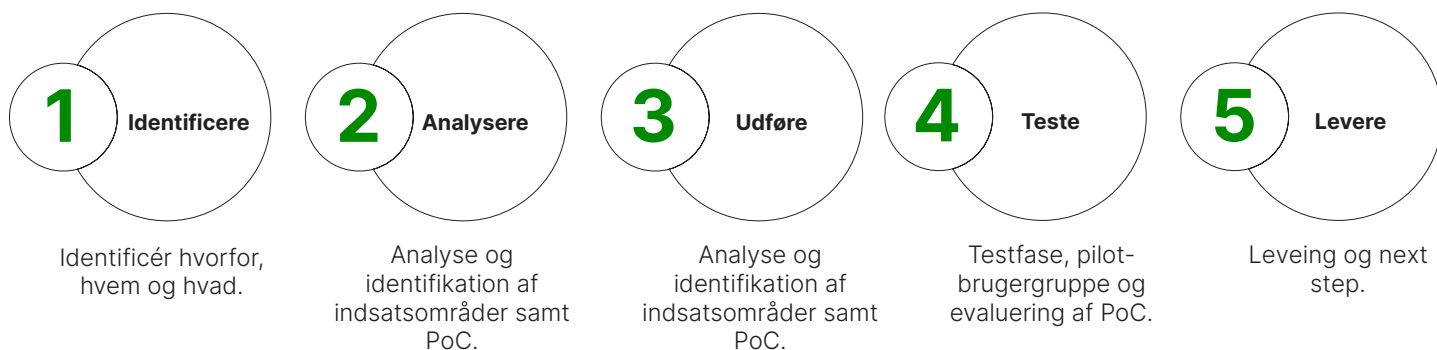 1 Identificere
Identificér hvorfor,
hvem og hvad.
2 Analysere
Analyse og
identifikation af
indsatsområder samt
PoC.
3 Udføre
Analyse og
identifikation af
indsatsområder samt
PoC.
4 Teste
Testfase, pilot-
brugergruppe og
evaluering af PoC.
5 Levere
Leveing og next
step.